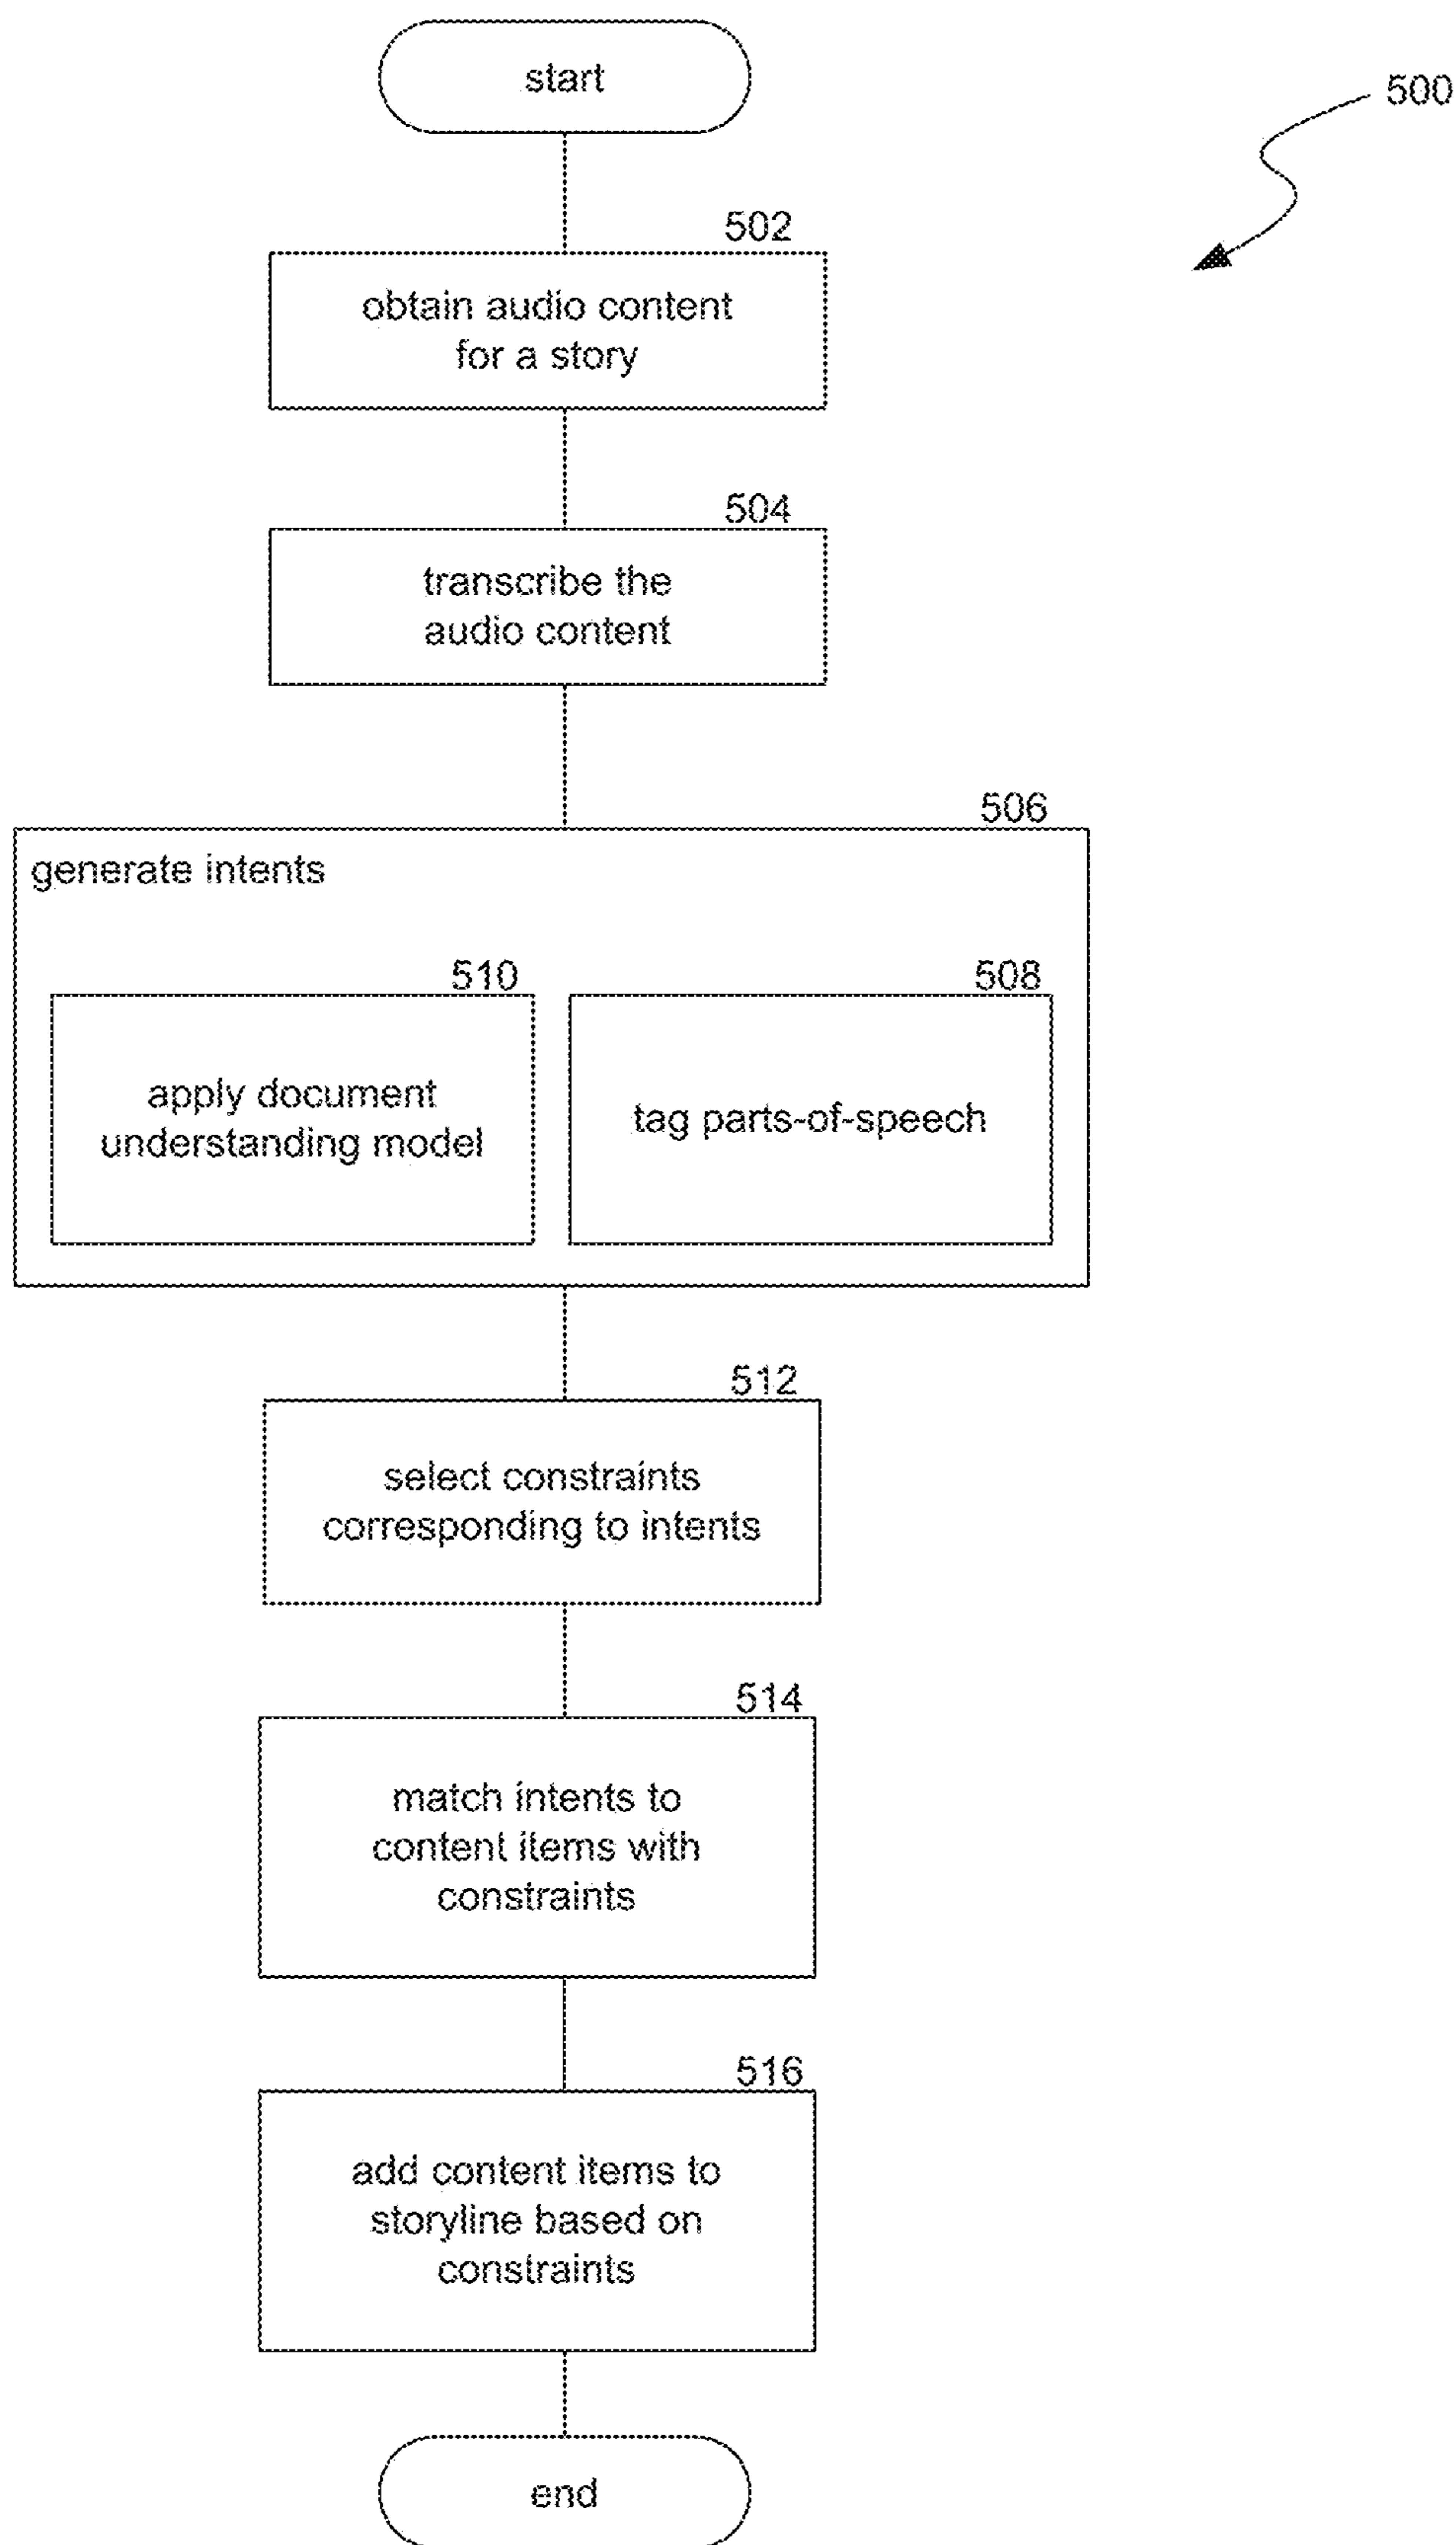 start
500
502
obtain audio content
for a story
504
transcribe the
audio content
506
generate intents
510
apply document
understanding model
508
tag parts-of-speech
512
select constraints
corresponding to intents
514
match intents to
content items with
constraints
516
add content items to
storyline based on
constraints
end